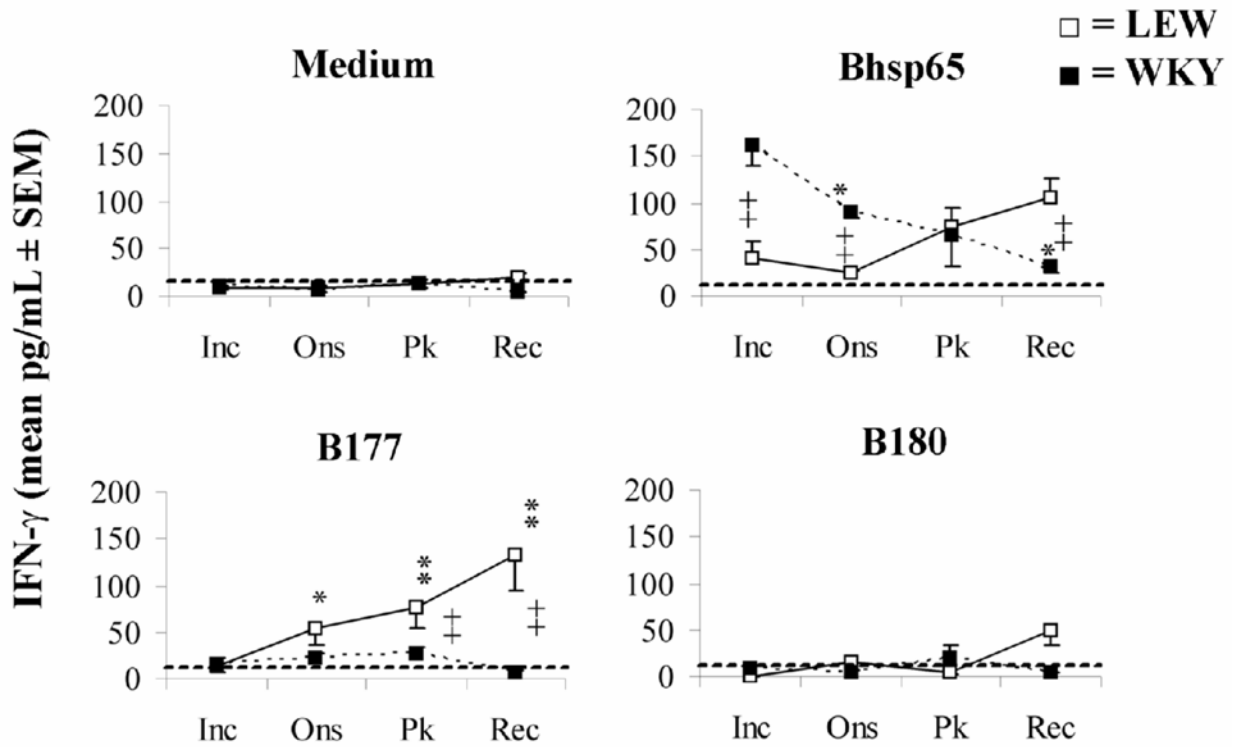 □ = LEW
■ = WKY
IFN-γ (mean pg/mL ± SEM)
Medium
200
150
100
50
0
Inc Ons Pk Rec
Bhsp65
200
150
100
50
0
‡ * ‡ * ‡
Inc Ons Pk Rec
B177
200
150
100
50
0
* ** ‡ ** ‡
Inc Ons Pk Rec
B180
200
150
100
50
0
Inc Ons Pk Rec